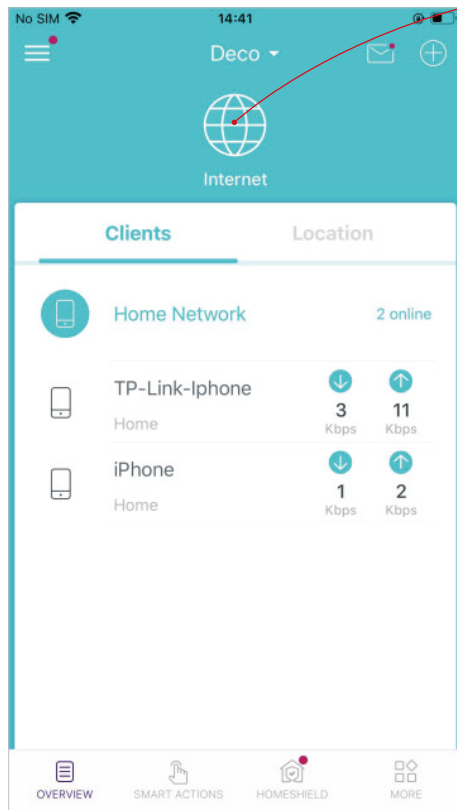 No SIM 14:41
Deco
Internet
Clients Location
Home Network 2 online
TP-Link-Iphone
3 11
Home Kbps Kbps
iPhone
1 2
Home Kbps Kbps
OVERVIEW SMART ACTIONS HOMESHIELD MORE